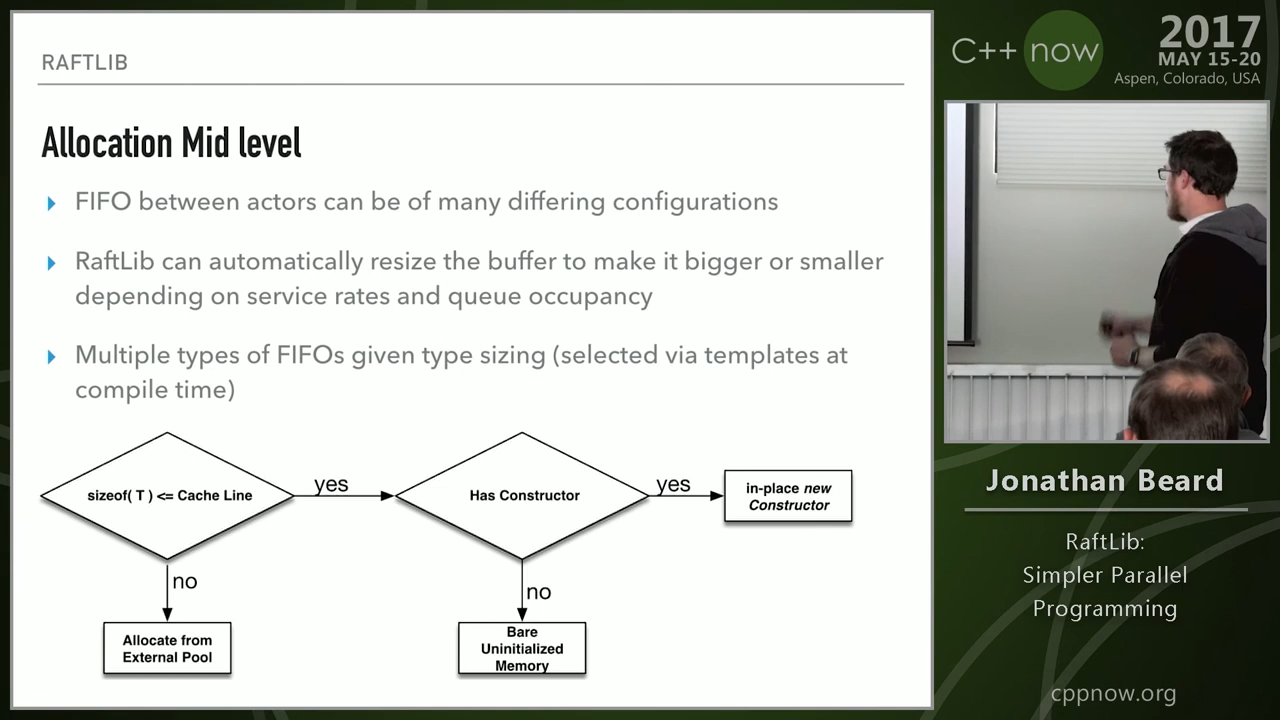 RAFTLIB
Allocation Mid level
FIFO between actors can be of many differing configurations
RaftLib can automatically resize the buffer to make it bigger or smaller
depending on service rates and queue occupancy
Multiple types of FIFOs given type sizing (selected via templates at
compile time)
sizeof( T ) <= Cache Line
yes
Has Constructor
yes
in-place new
Constructor
no
no
Allocate from
External Pool
Bare
Uninitialized
Memory
C++ now
2017
MAY 15-20
Aspen, Colorado, USA
Jonathan Beard
RaftLib:
Simpler Parallel
Programming
cppnow.org